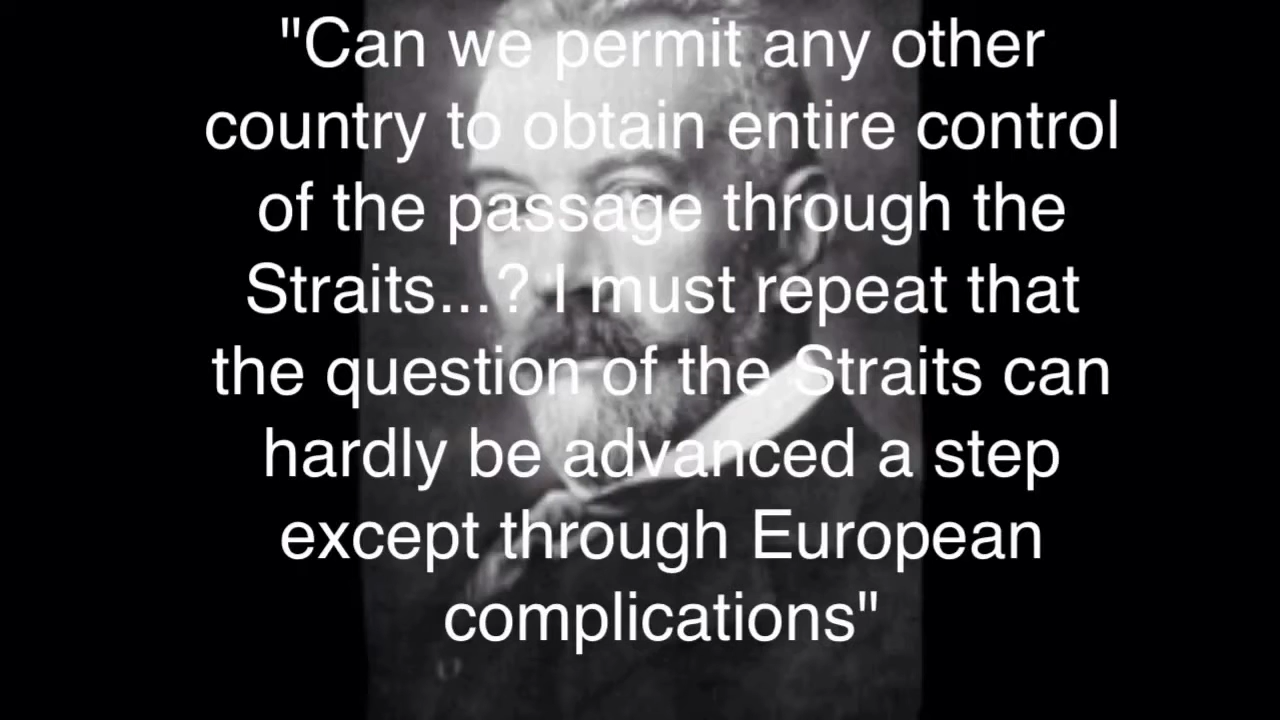 "Can we permit any other
country to obtain entire control
of the passage through the
Straits...? I must repeat that
the question of the Straits can
hardly be advanced a step
except through European
complications"